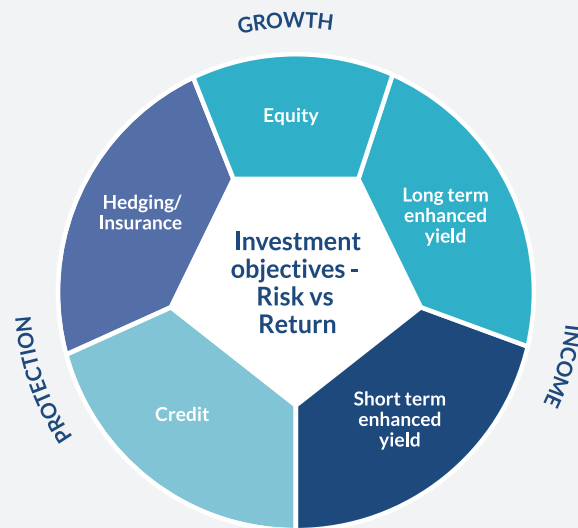 GROWTH
Equity
Hedging/
Insurance
Long term
enhanced
yield
Investment
objectives -
Risk vs
Return
PROTECTION
INCOME
Credit
Short term
enhanced
yield